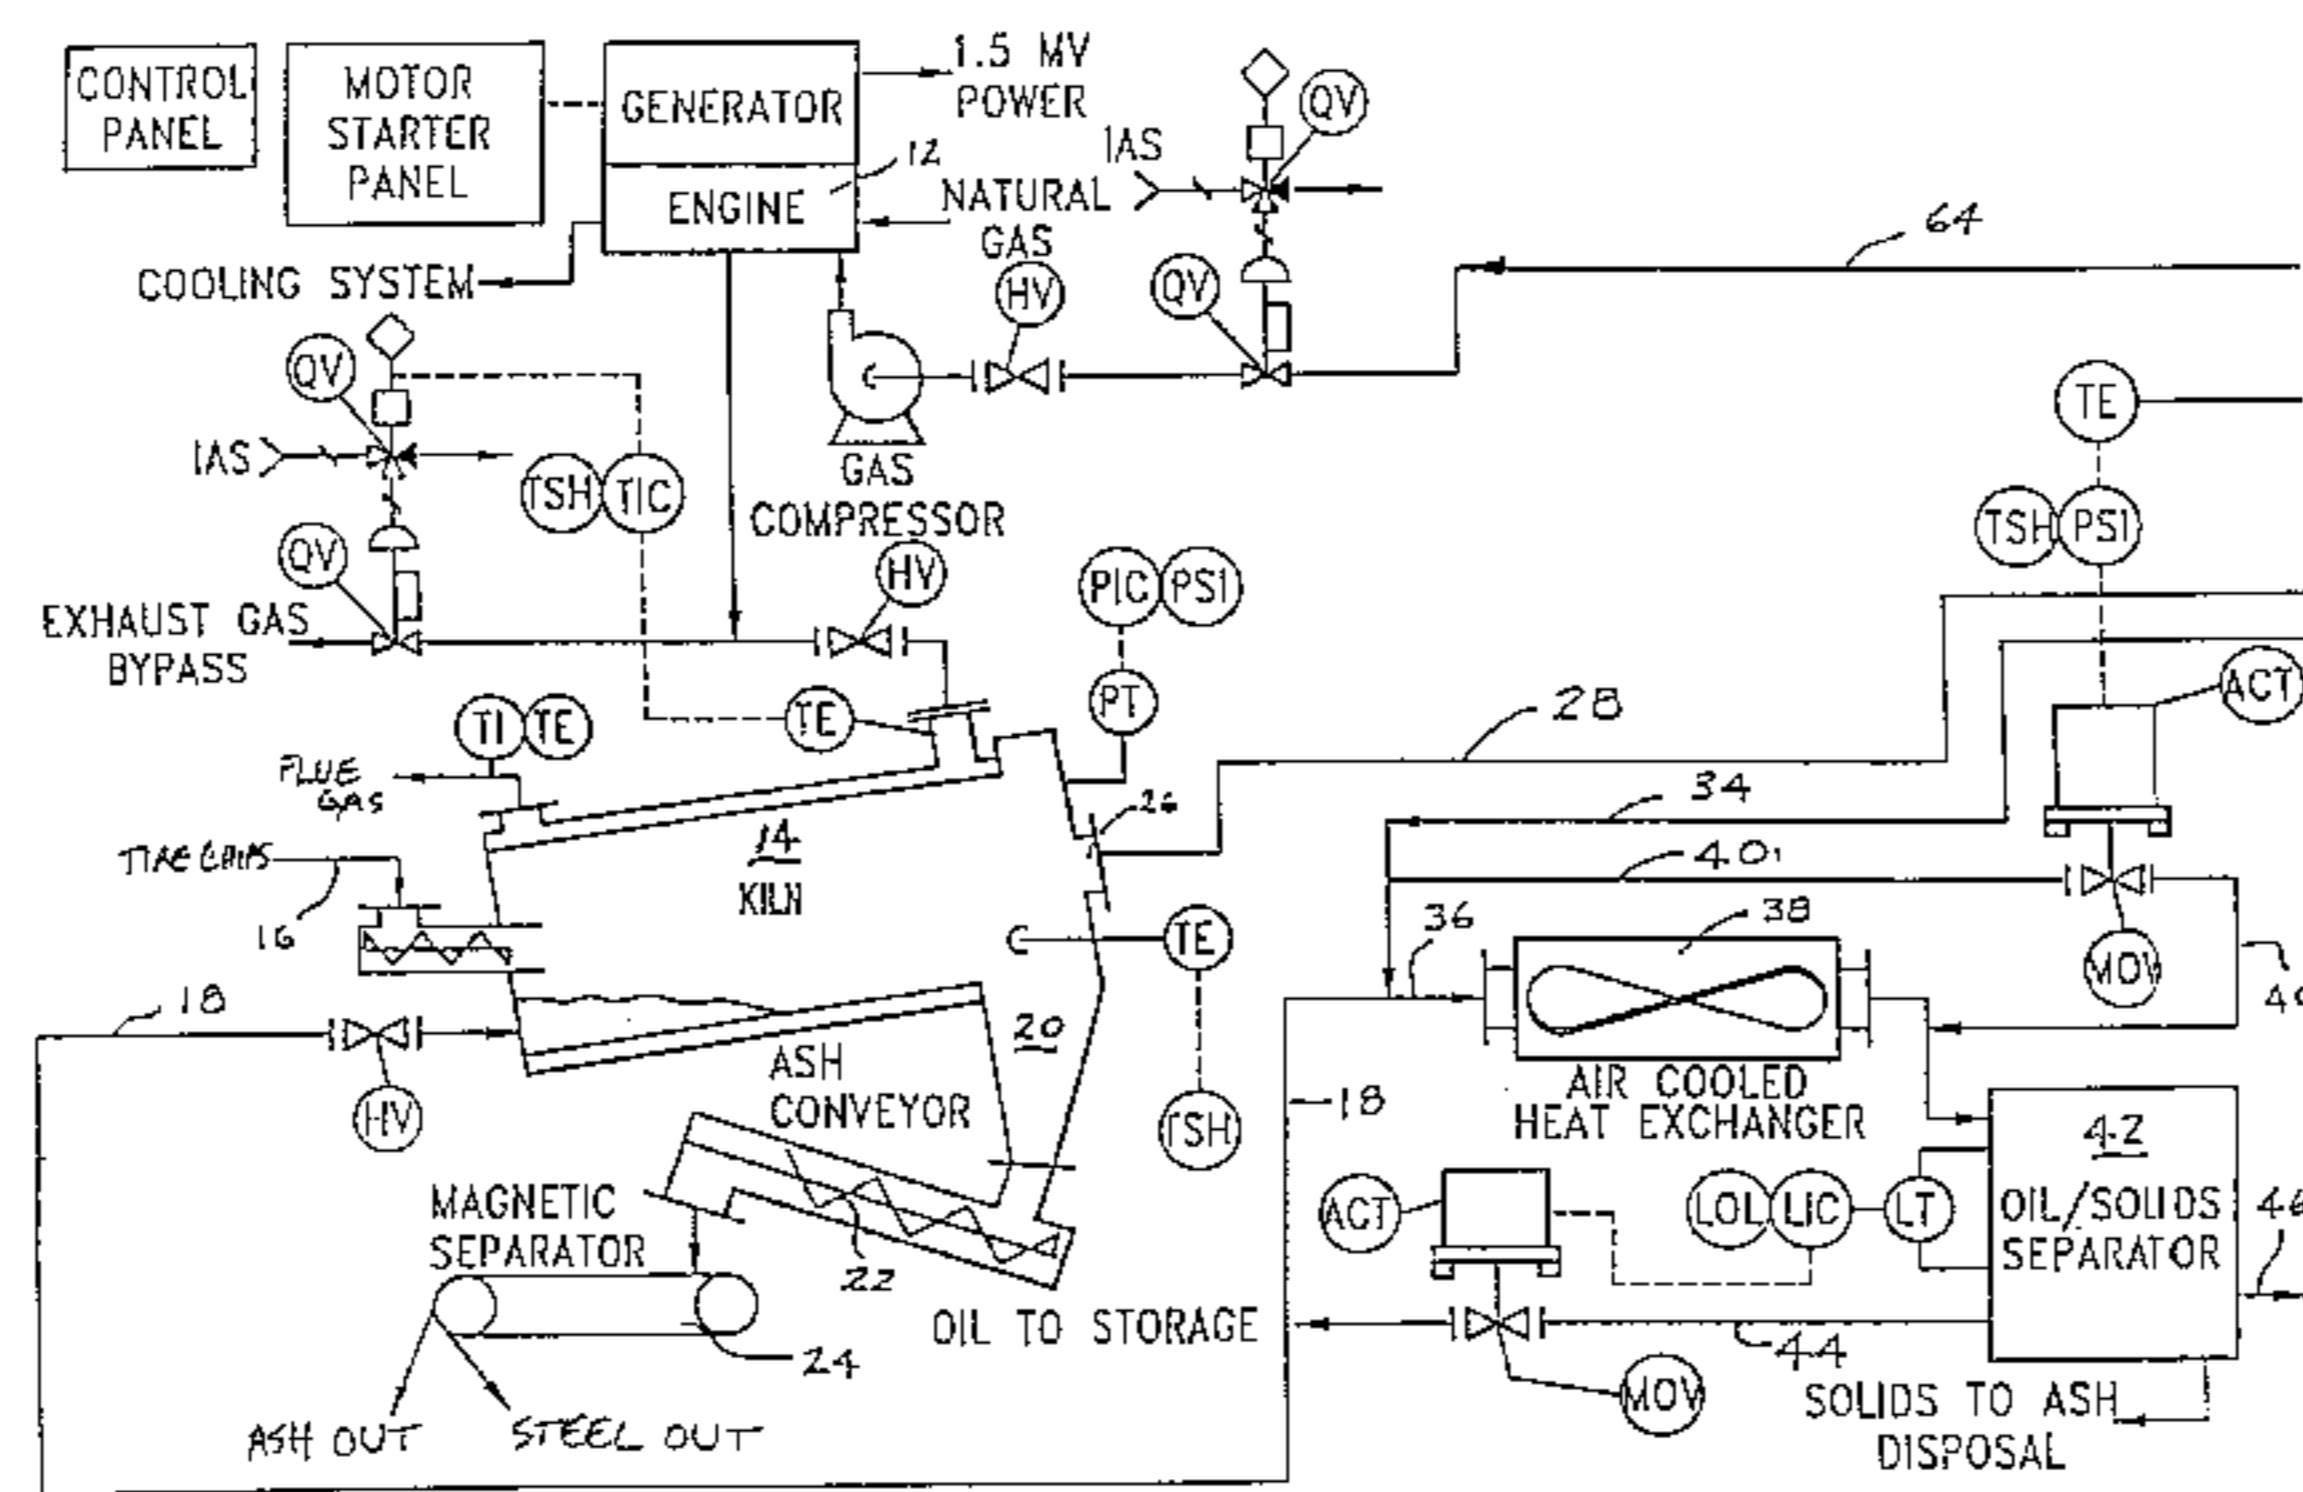 CONTROL
PANEL
MOTOR
STARTER
PANEL
GENERATOR
ENGINE
12
1.5 MV
POWER
NATURAL
GAS
COOLING SYSTEM
IAS
QV
QV
HV
64
GAS
COMPRESSOR
QV
IAS
TSH
TIC
QV
EXHAUST GAS
BYPASS
HV
PIC
PSI
PT
TE
TI
TE
FLUE
GAS
TIRE CHIPS
16
14
KILN
26
28
TE
TSH
PSI
ACT
34
40
MOV
36
38
AIR COOLED
HEAT EXCHANGER
TE
TSH
18
HV
ASH
CONVEYOR
20
22
MAGNETIC
SEPARATOR
24
ASH OUT
STEEL OUT
18
ACT
LOL
LIC
LT
42
OIL/SOLIDS
SEPARATOR
46
OIL TO STORAGE
44
MOV
SOLIDS TO ASH
DISPOSAL